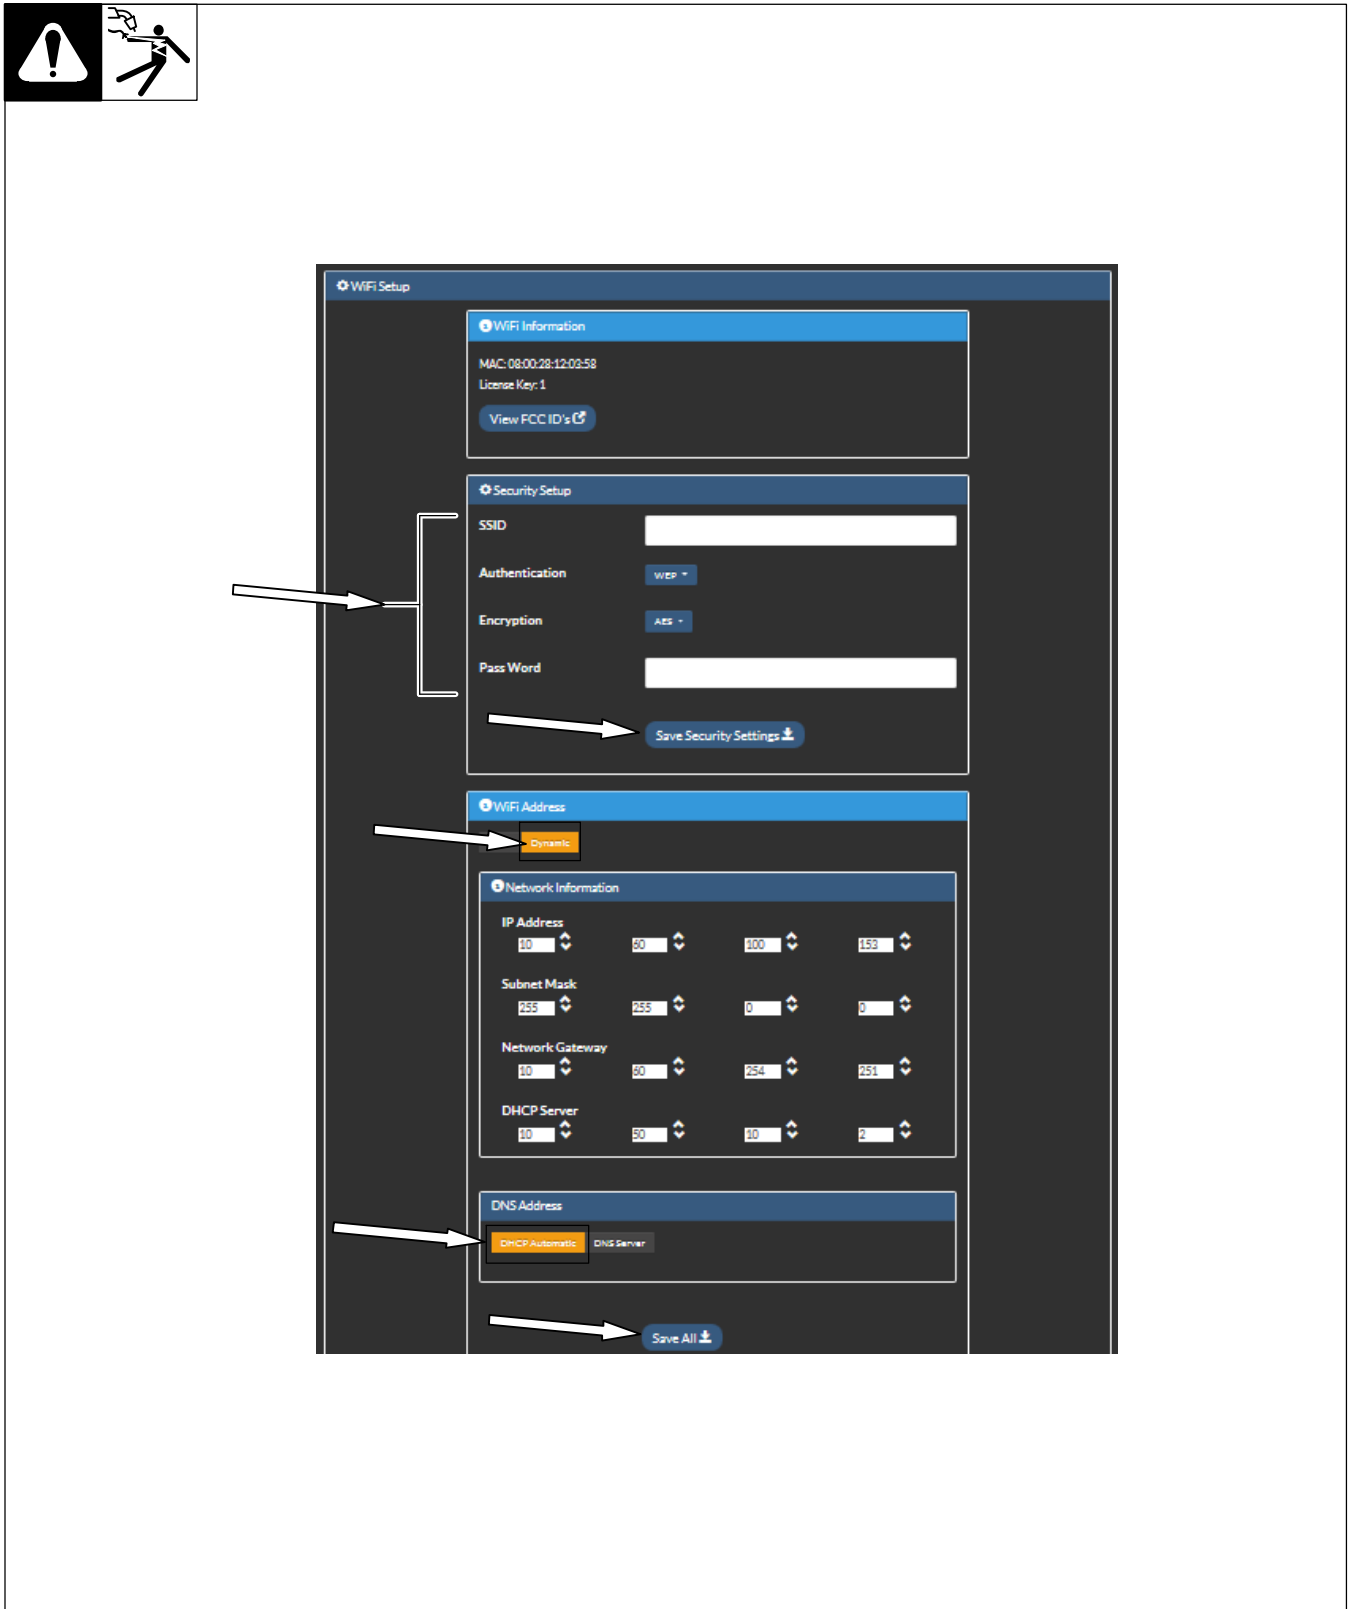 WiFi Setup
WiFi Information
MAC: 08:00:28:12:03:58
License Key: 1
View FCC ID's
Security Setup
SSID
Authentication
WEP
Encryption
AES
Pass Word
Save Security Settings
WiFi Address
Dynamic
Network Information
IP Address
10 60 100 153
Subnet Mask
255 255 0 0
Network Gateway
10 60 254 251
DHCP Server
10 50 10 2
DNS Address
DHCP Automatic DNS Server
Save All